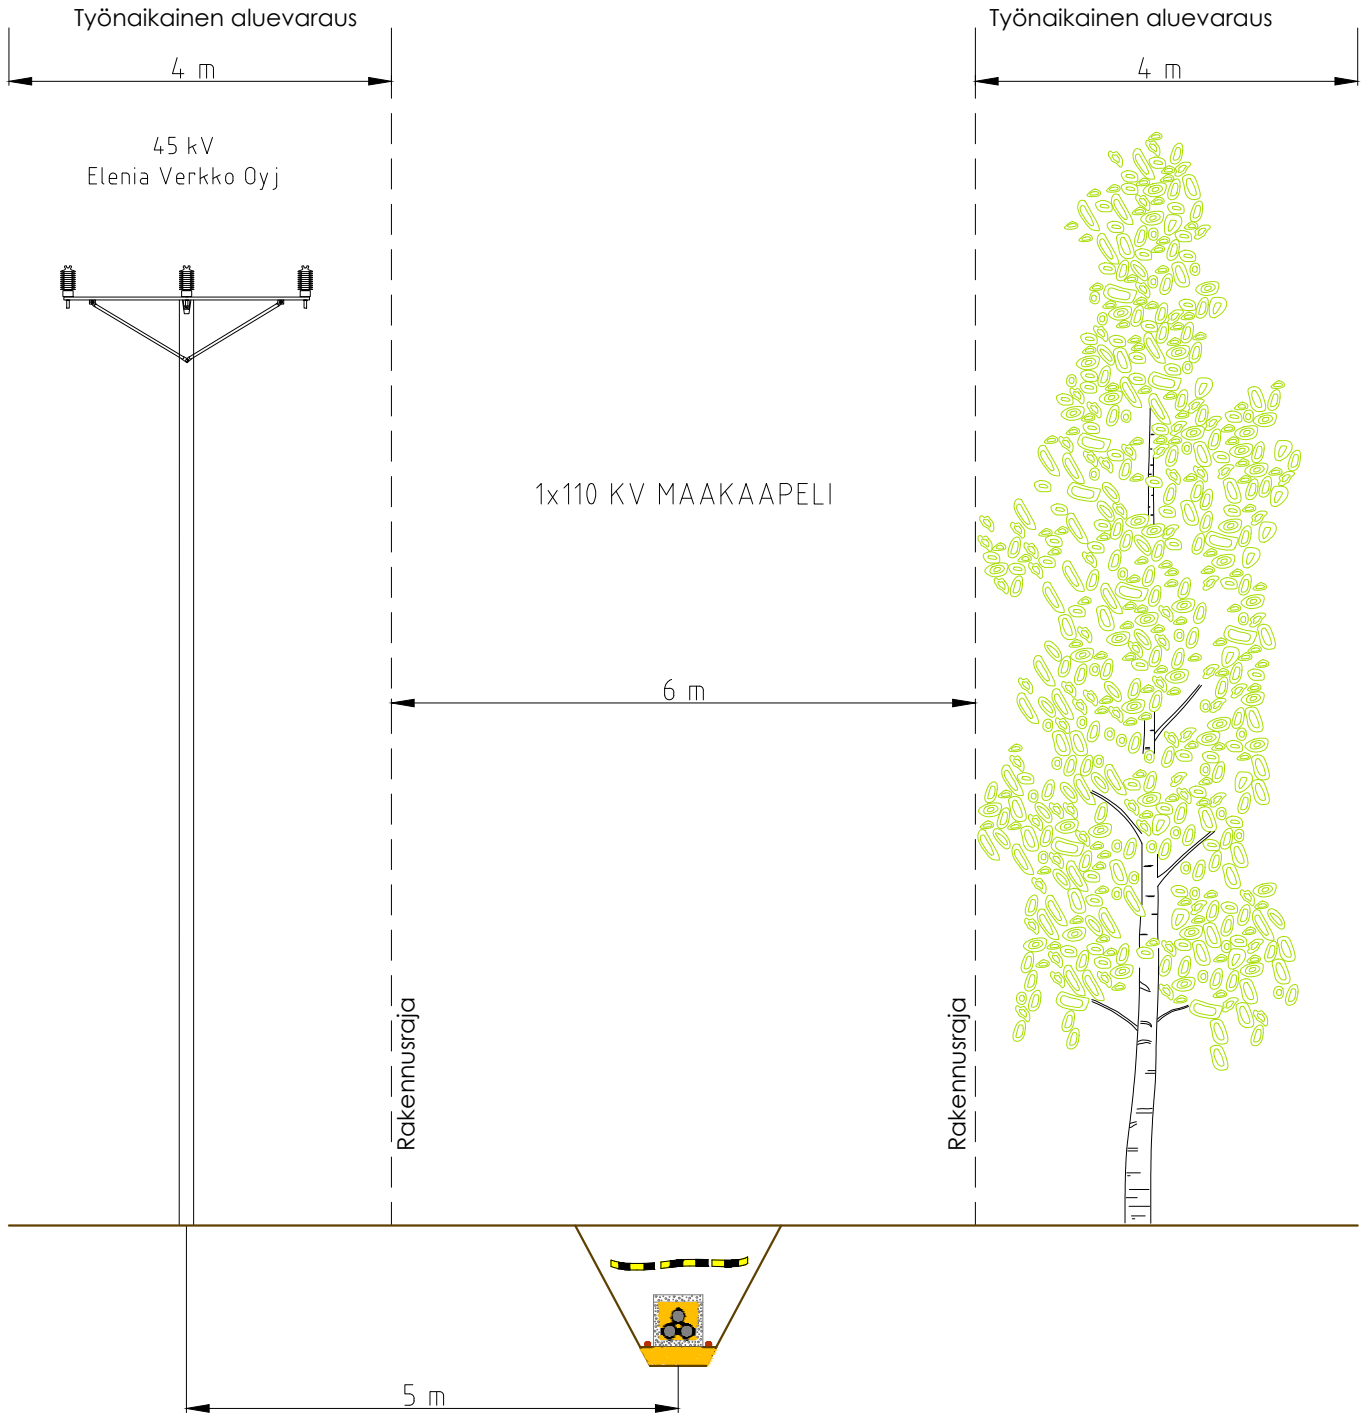 Työnaikainen aluevaraus
Työnaikainen aluevaraus
4 m
4 m
45 kV
Elenia Verkko Oyj
1x110 KV MAAKAAPELI
6 m
Rakennusraja
Rakennusraja
5 m